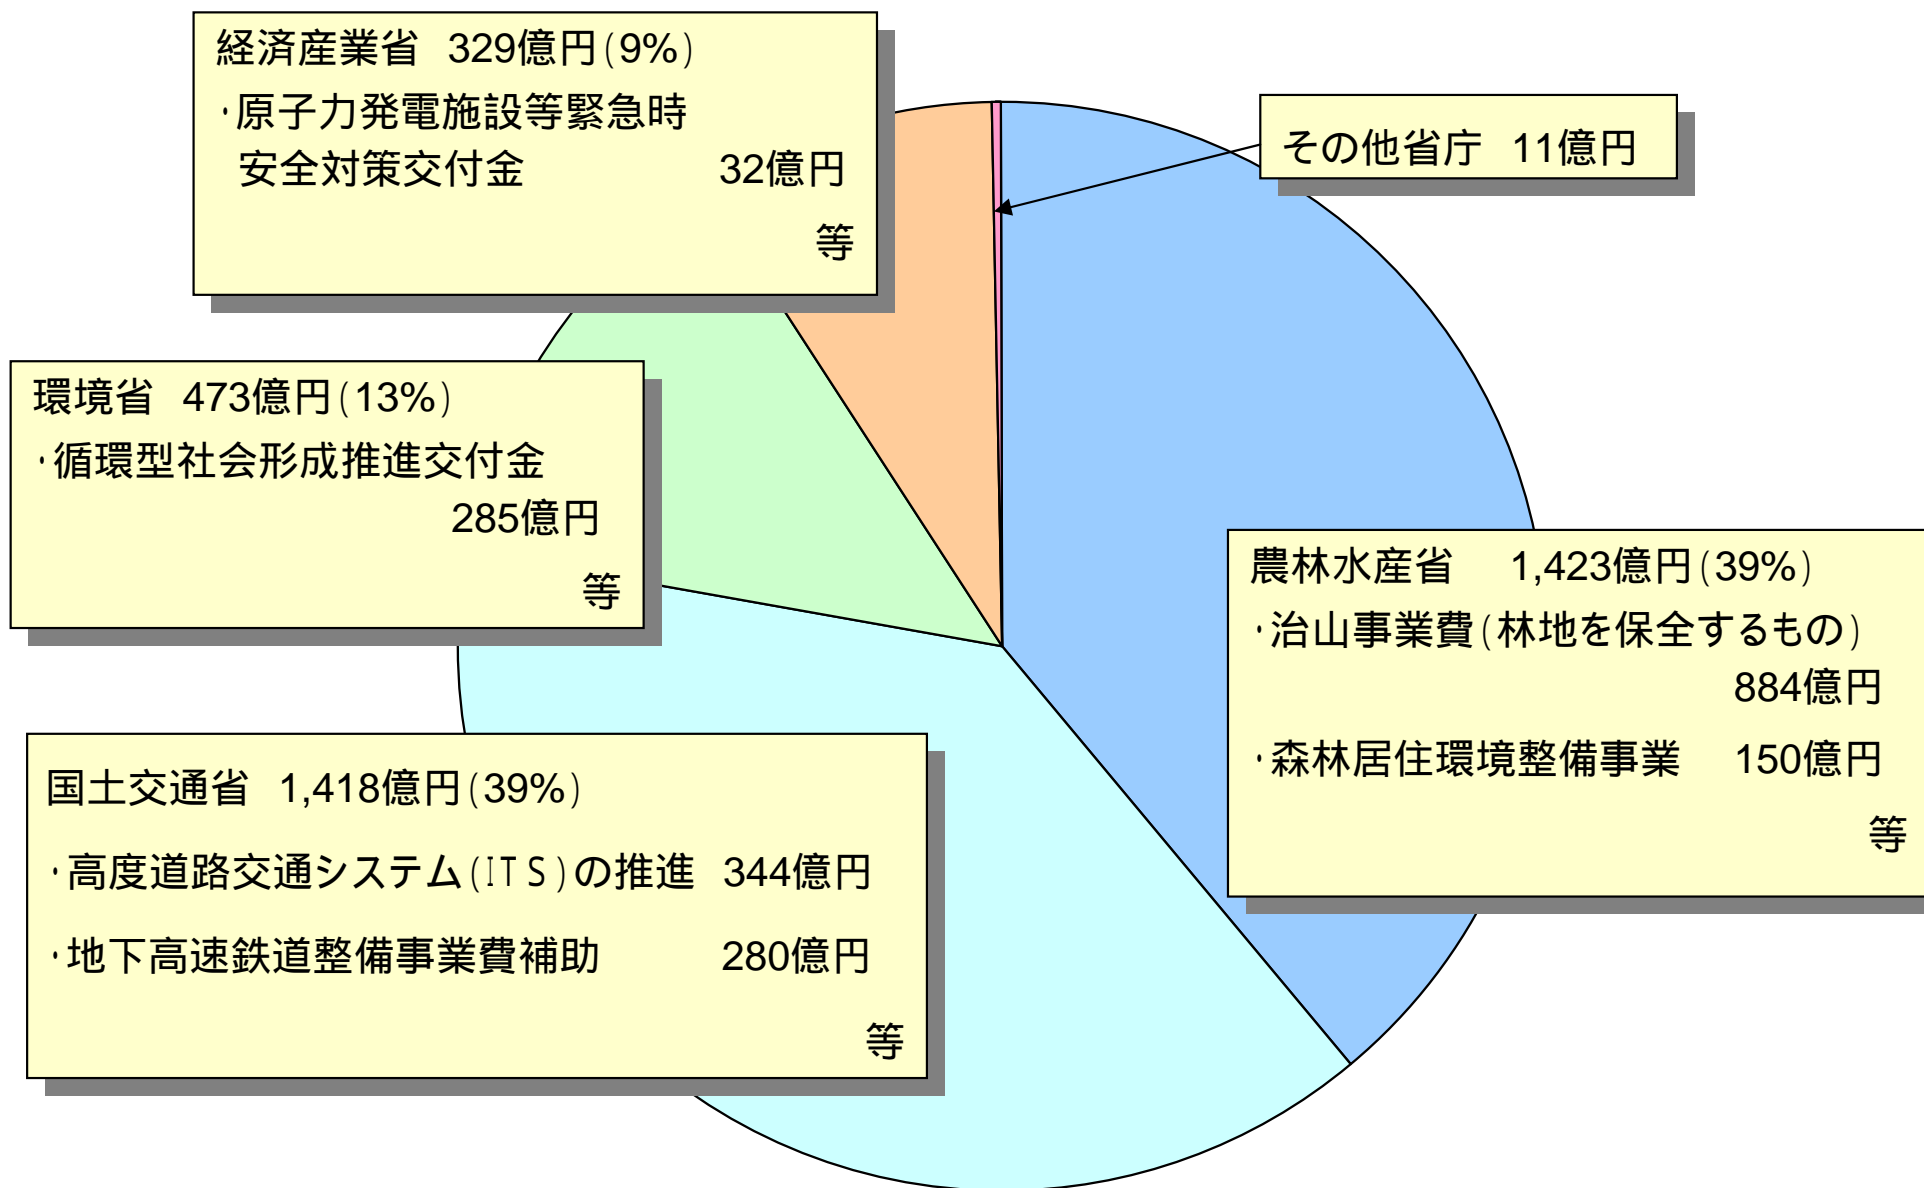 経済産業省 329億円(9%)
・原子力発電施設等緊急時
安全対策交付金 32億円
等
その他省庁 11億円
環境省 473億円(13%)
・循環型社会形成推進交付金
285億円
等
農林水産省 1,423億円(39%)
・治山事業費(林地を保全するもの)
884億円
・森林居住環境整備事業 150億円
等
国土交通省 1,418億円(39%)
・高度道路交通システム(ITS)の推進 344億円
・地下高速鉄道整備事業費補助 280億円
等